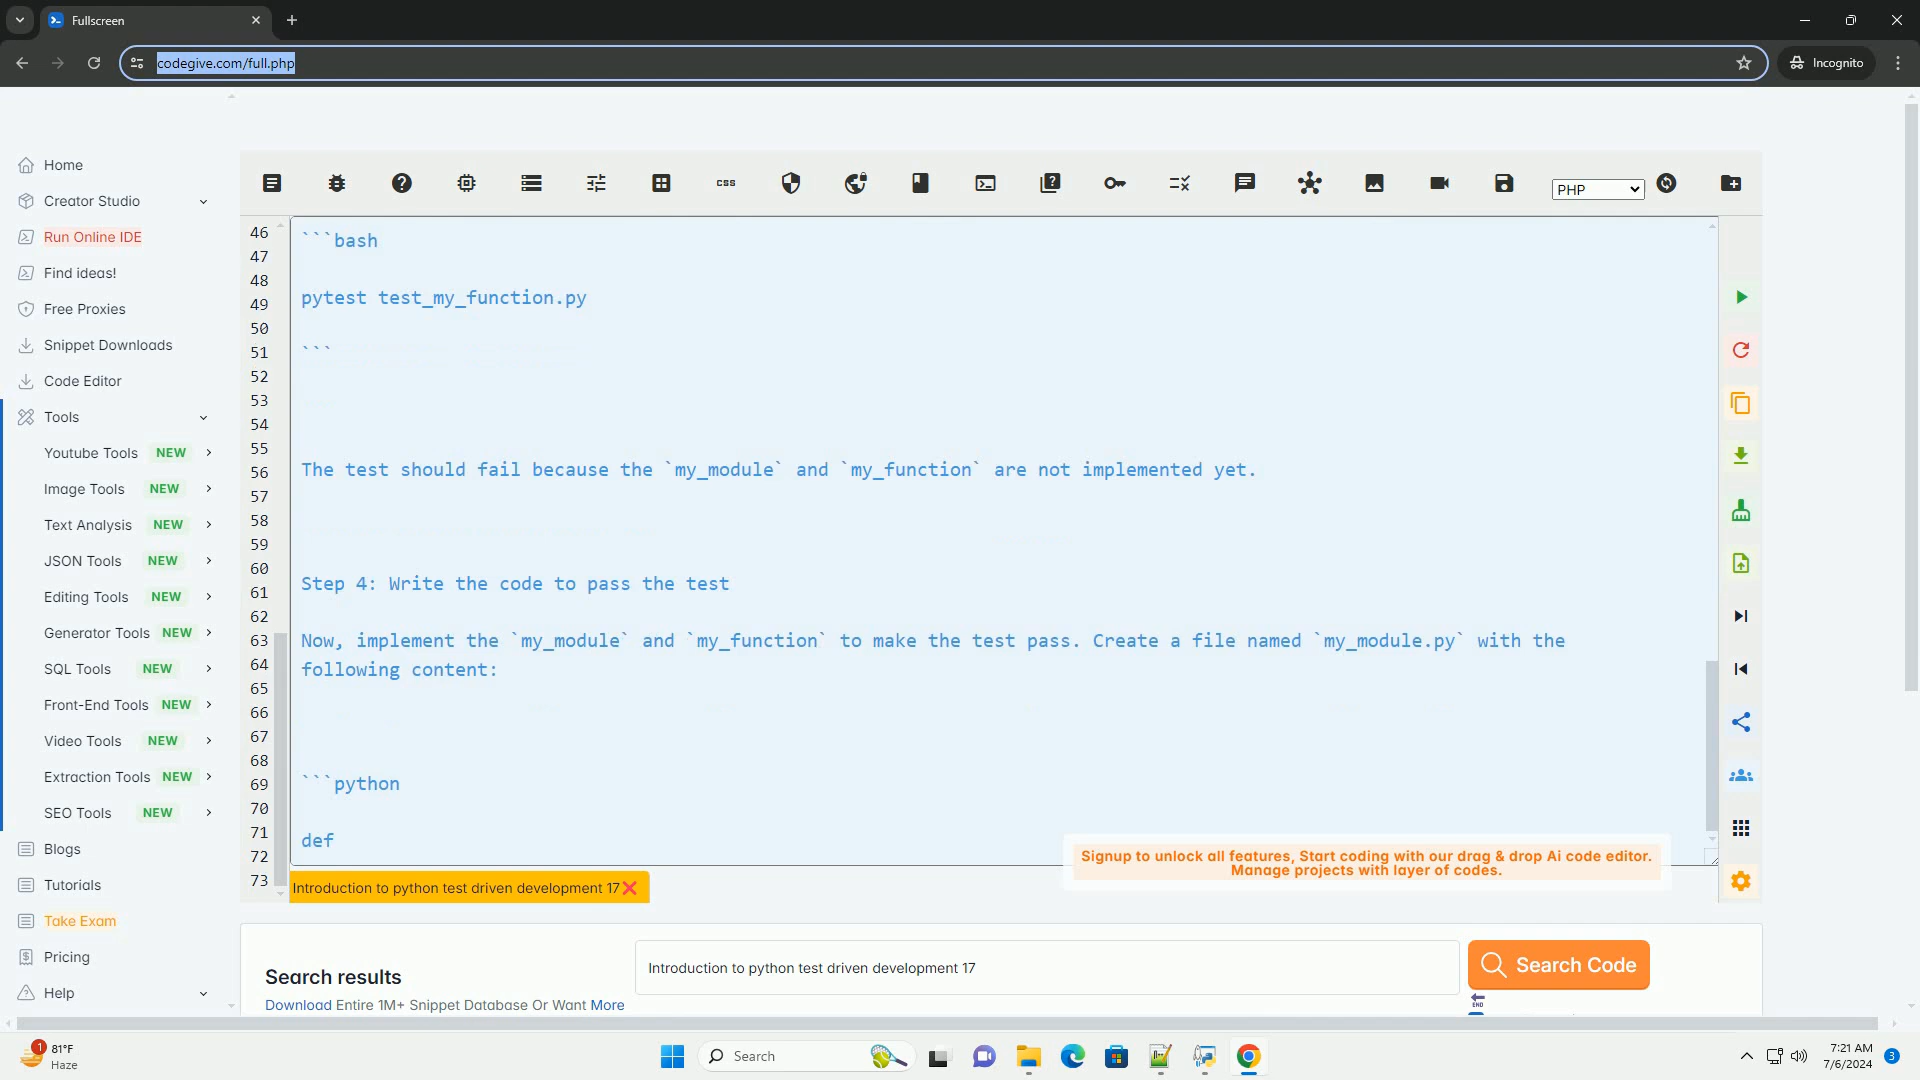 Fullscreen
codegive.com/full.php
Incognito
Home
Creator Studio
Run Online IDE
Find ideas!
Free Proxies
Snippet Downloads
Code Editor
Tools
Youtube Tools NEW
Image Tools NEW
Text Analysis NEW
JSON Tools NEW
Editing Tools NEW
Generator Tools NEW
SQL Tools NEW
Front-End Tools NEW
Video Tools NEW
Extraction Tools NEW
SEO Tools NEW
Blogs
Tutorials
Take Exam
Pricing
Help
css
PHP
46
47
48
49
50
51
52
53
54
55
56
57
58
59
60
61
62
63
64
65
66
67
68
69
70
71
72
73
```bash
pytest test_my_function.py
```
The test should fail because the `my_module` and `my_function` are not implemented yet.
Step 4: Write the code to pass the test
Now, implement the `my_module` and `my_function` to make the test pass. Create a file named `my_module.py` with the
following content:
```python
def
Signup to unlock all features, Start coding with our drag & drop Ai code editor.
Manage projects with layer of codes.
Introduction to python test driven development 17
Search results
Download Entire 1M+ Snippet Database Or Want More
Introduction to python test driven development 17
Search Code
END
1
81°F
Haze
Search
7:21 AM
7/6/2024
3